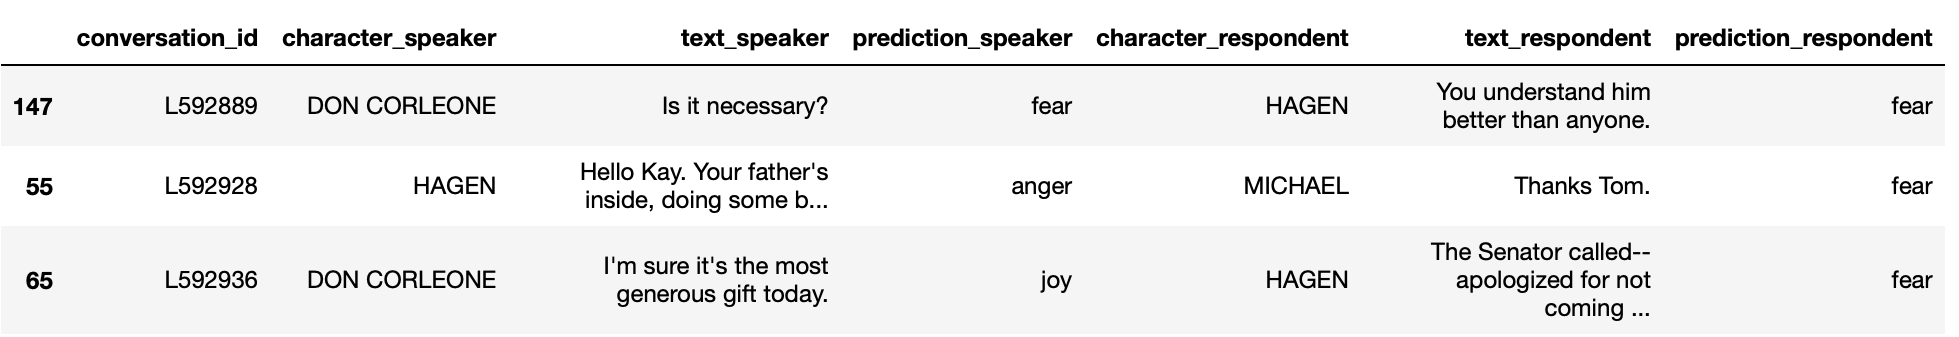 conversation_id character_speaker text_speaker prediction_speaker character_respondent text_respondent prediction_respondent
147 L592889 DON CORLEONE Is it necessary? fear HAGEN You understand him better than anyone. fear
55 L592928 HAGEN Hello Kay. Your father's inside, doing some b... anger MICHAEL Thanks Tom. fear
65 L592936 DON CORLEONE I'm sure it's the most generous gift today. joy HAGEN The Senator called-- apologized for not coming ... fear